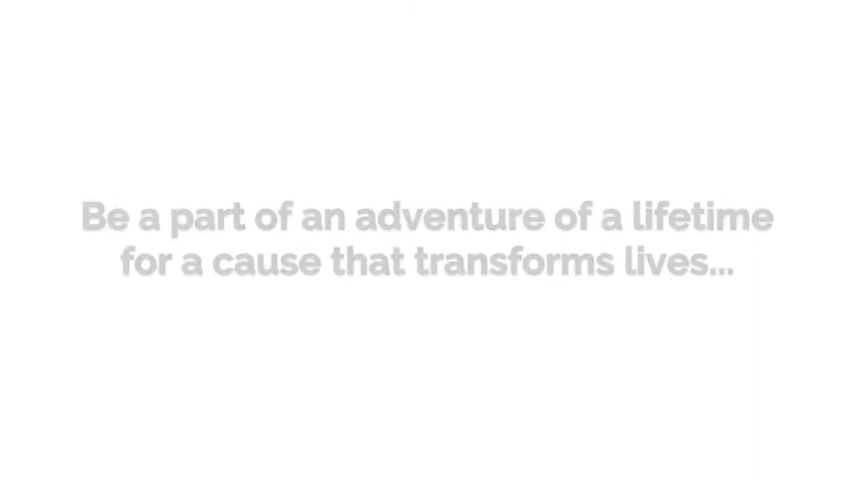 Be a part of an adventure of a lifetime
for a cause that transforms lives...